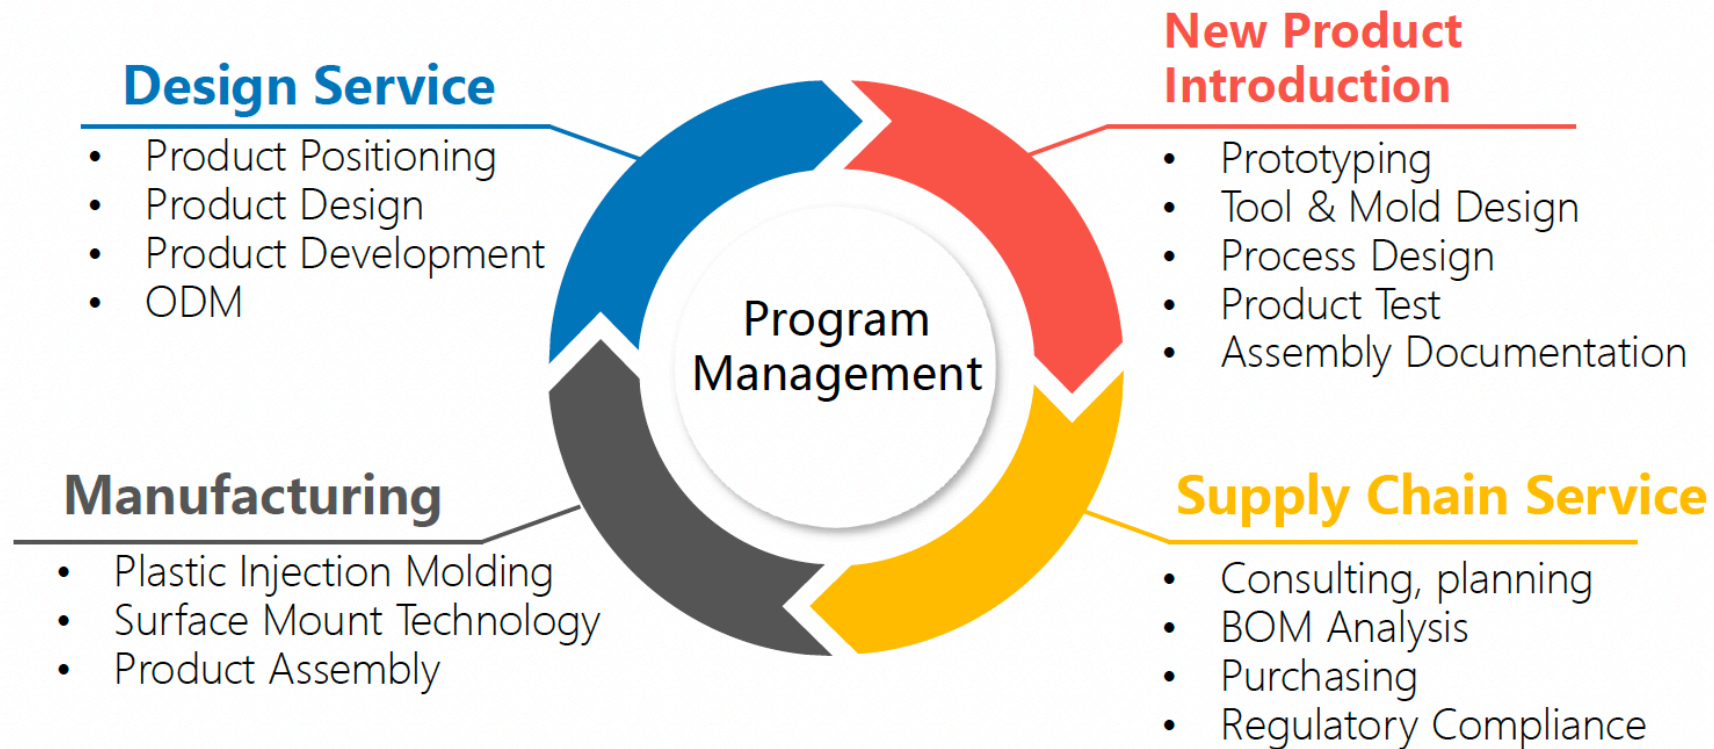 Design Service
• Product Positioning
• Product Design
• Product Development
• ODM
New Product
Introduction
• Prototyping
• Tool & Mold Design
• Process Design
• Product Test
• Assembly Documentation
Program
Management
Manufacturing
• Plastic Injection Molding
• Surface Mount Technology
• Product Assembly
Supply Chain Service
• Consulting, planning
• BOM Analysis
• Purchasing
• Regulatory Compliance